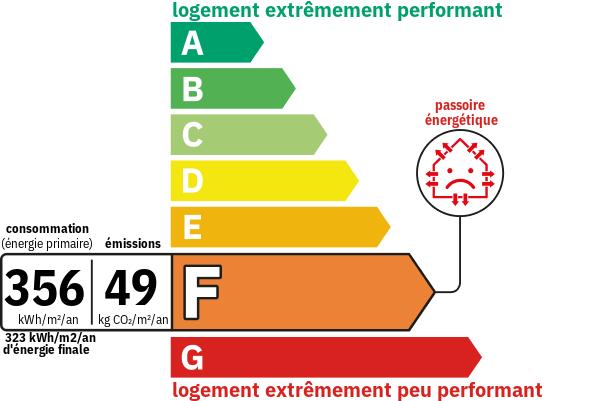 logement extrêmement performant
A
B
C
D
E
passoire
énergétique
consommation
(énergie primaire) émissions
356 49 F
kWh/m²/an kg CO₂/m²/an
323 kWh/m2/an
d'énergie finale
G
logement extrêmement peu performant